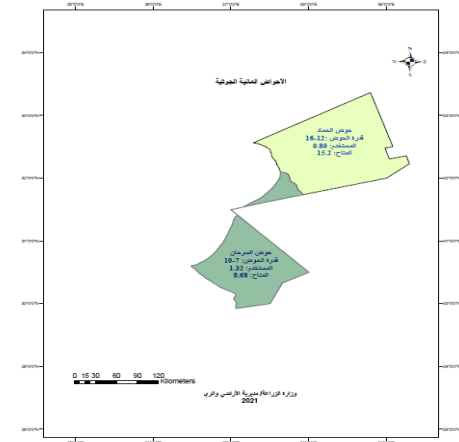 الأحواض المائية الجوفية
N
حوض الحماد
قدرة الحوض :12-16
المستخدم: 0.80
المتاح: 15.2
حوض السرحان
قدرة الحوض: 7-10
المستخدم: 1.32
المتاح: 8.68
0 15 30 60 90 120
Kilometers
وزارة الزراعة/ مديرية الأراضي والري
2021